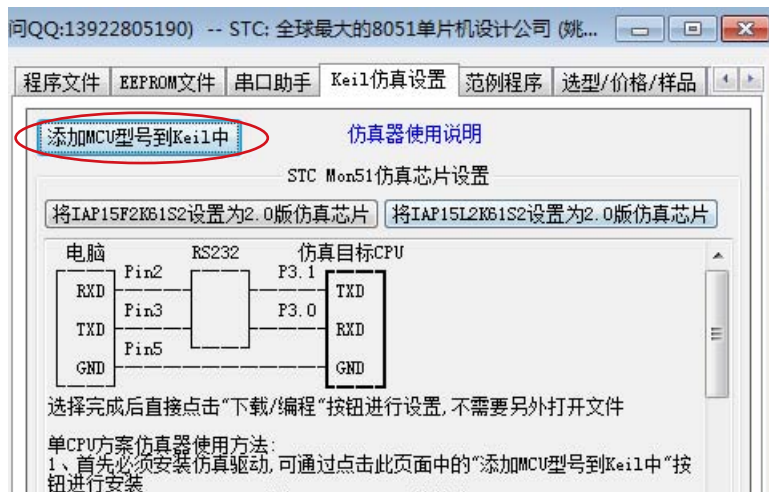 问QQ:13922805190) -- STC: 全球最大的8051单片机设计公司 (姚...
程序文件 EEPROM文件 串口助手 Keil仿真设置 范例程序 选型/价格/样品
添加MCU型号到Keil中 仿真器使用说明
STC Mon51仿真芯片设置
将IAP15F2K61S2设置为2.0版仿真芯片 将IAP15L2K61S2设置为2.0版仿真芯片
电脑 RS232 仿真目标CPU
Pin2 P3.1
RXD TXD
Pin3 P3.0
TXD RXD
Pin5
GND GND
选择完成后直接点击“下载/编程“按钮进行设置,不需要另外打开文件
单CPU方案仿真器使用方法:
1、首先必须安装仿真驱动,可通过点击此页面中的“添加MCU型号到Keil中“按
钮进行安装